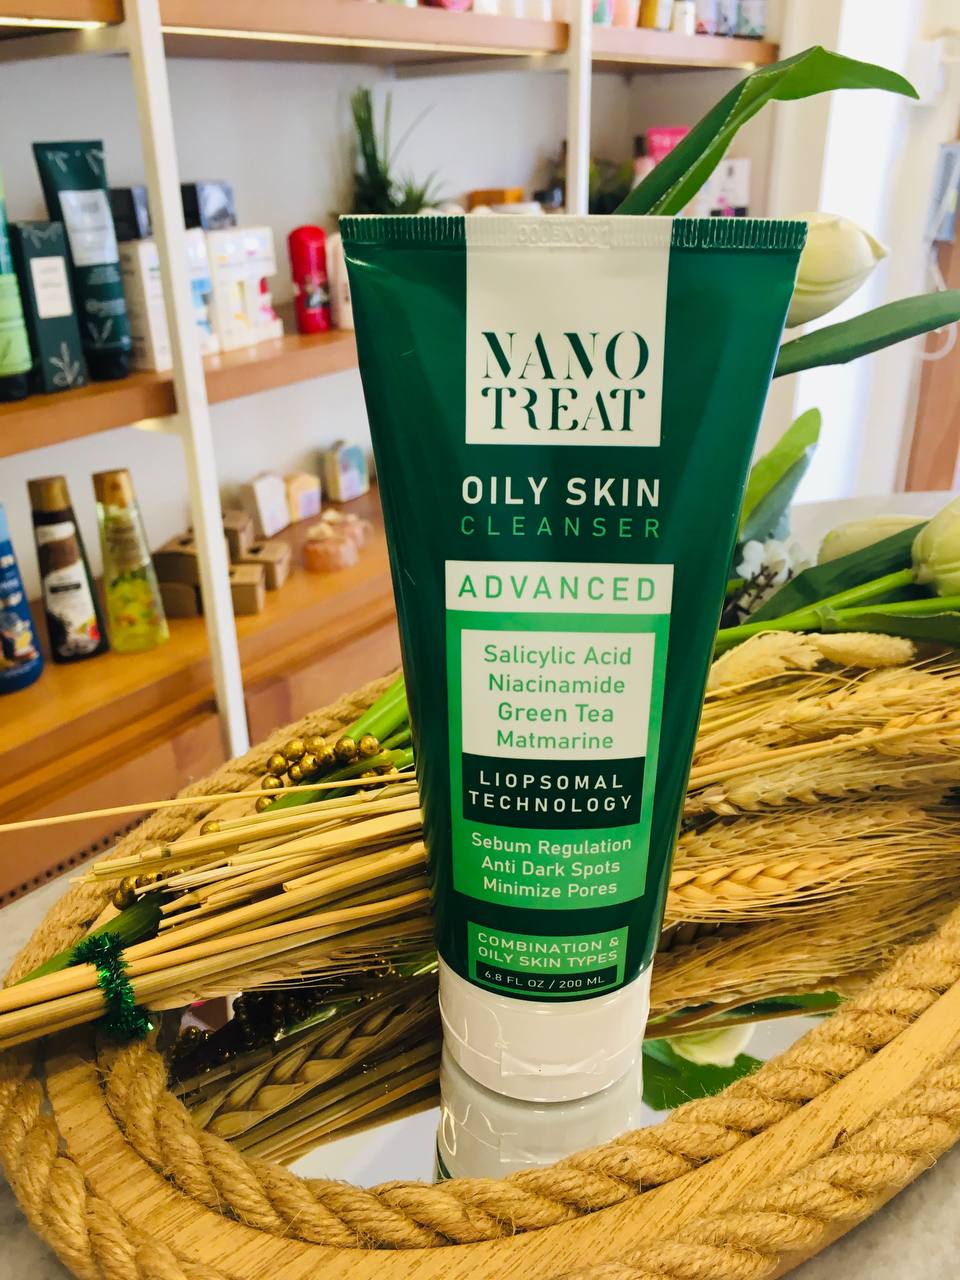 NANO
TREAT
OILY SKIN
CLEANSER
ADVANCED
Salicylic Acid
Niacinamide
Green Tea
Matmarine
LIOPSOMAL
TECHNOLOGY
Sebum Regulation
Anti Dark Spots
Minimize Pores
COMBINATION &
OILY SKIN TYPES
6.8 FL OZ / 200 ML